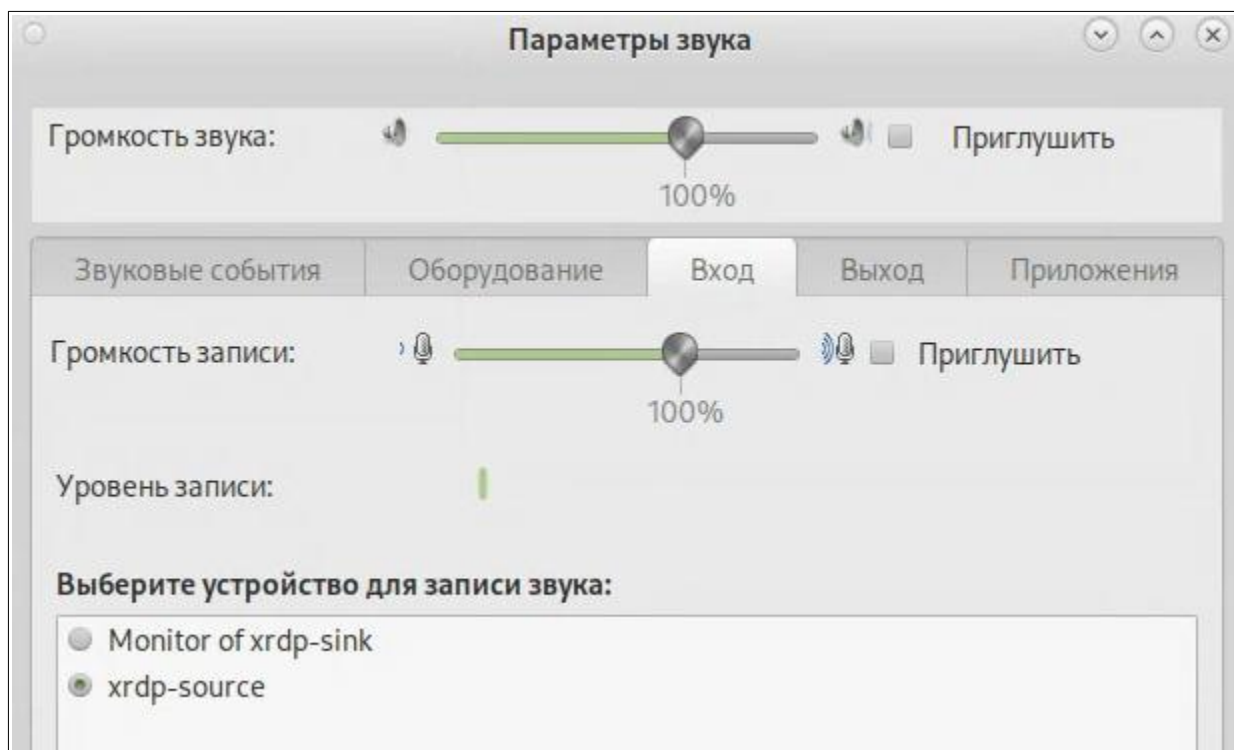 Параметры звука
Громкость звука: Приглушить
100%
Звуковые события Оборудование Вход Выход Приложения
Громкость записи: Приглушить
100%
Уровень записи:
Выберите устройство для записи звука:
Monitor of xrdp-sink
xrdp-source